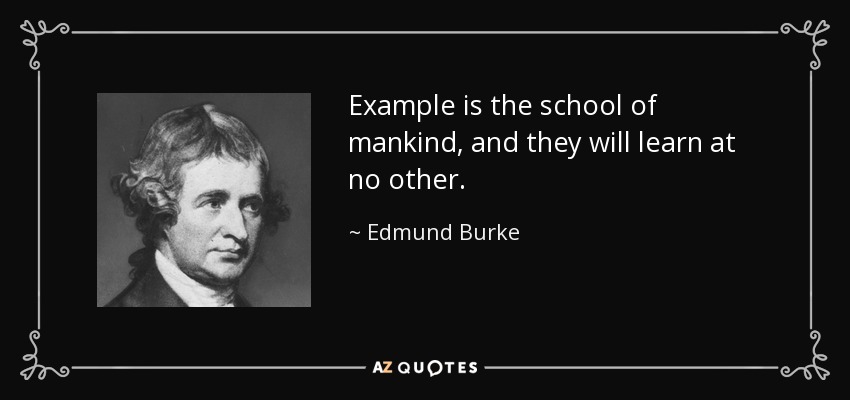 Example is the school of
mankind, and they will learn at
no other.
~ Edmund Burke
AZ QUOTES